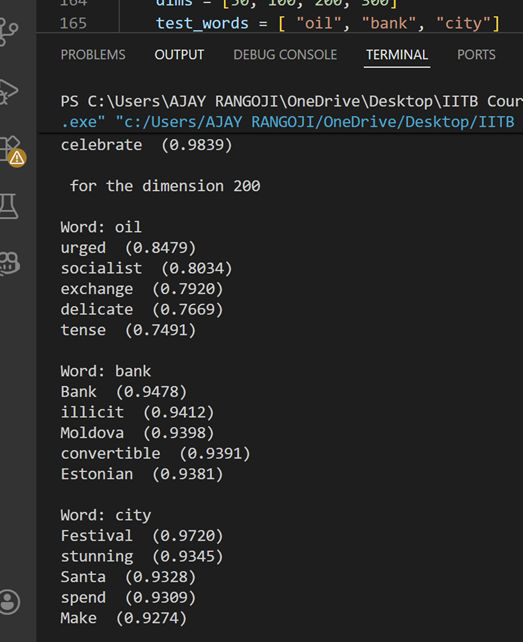 164 dims = [50, 100, 200, 300]
165 test_words = [ "oil", "bank", "city"]
PROBLEMS OUTPUT DEBUG CONSOLE TERMINAL PORTS
PS C:\Users\AJAY RANGOJI\OneDrive\Desktop\IITB Cour
.exe" "c:/Users/AJAY RANGOJI/OneDrive/Desktop/IITB
celebrate (0.9839)
for the dimension 200
Word: oil
urged (0.8479)
socialist (0.8034)
exchange (0.7920)
delicate (0.7669)
tense (0.7491)
Word: bank
Bank (0.9478)
illicit (0.9412)
Moldova (0.9398)
convertible (0.9391)
Estonian (0.9381)
Word: city
Festival (0.9720)
stunning (0.9345)
Santa (0.9328)
spend (0.9309)
Make (0.9274)